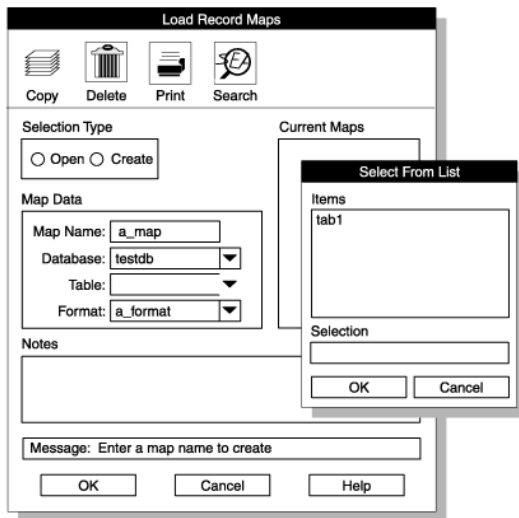 Load Record Maps
Copy Delete Print Search
Selection Type
Open Create
Current Maps
Map Data
Map Name: a_map
Database: testdb
Table:
Format: a_format
Notes
Message: Enter a map name to create
OK Cancel Help
Select From List
Items
tab1
Selection
OK Cancel